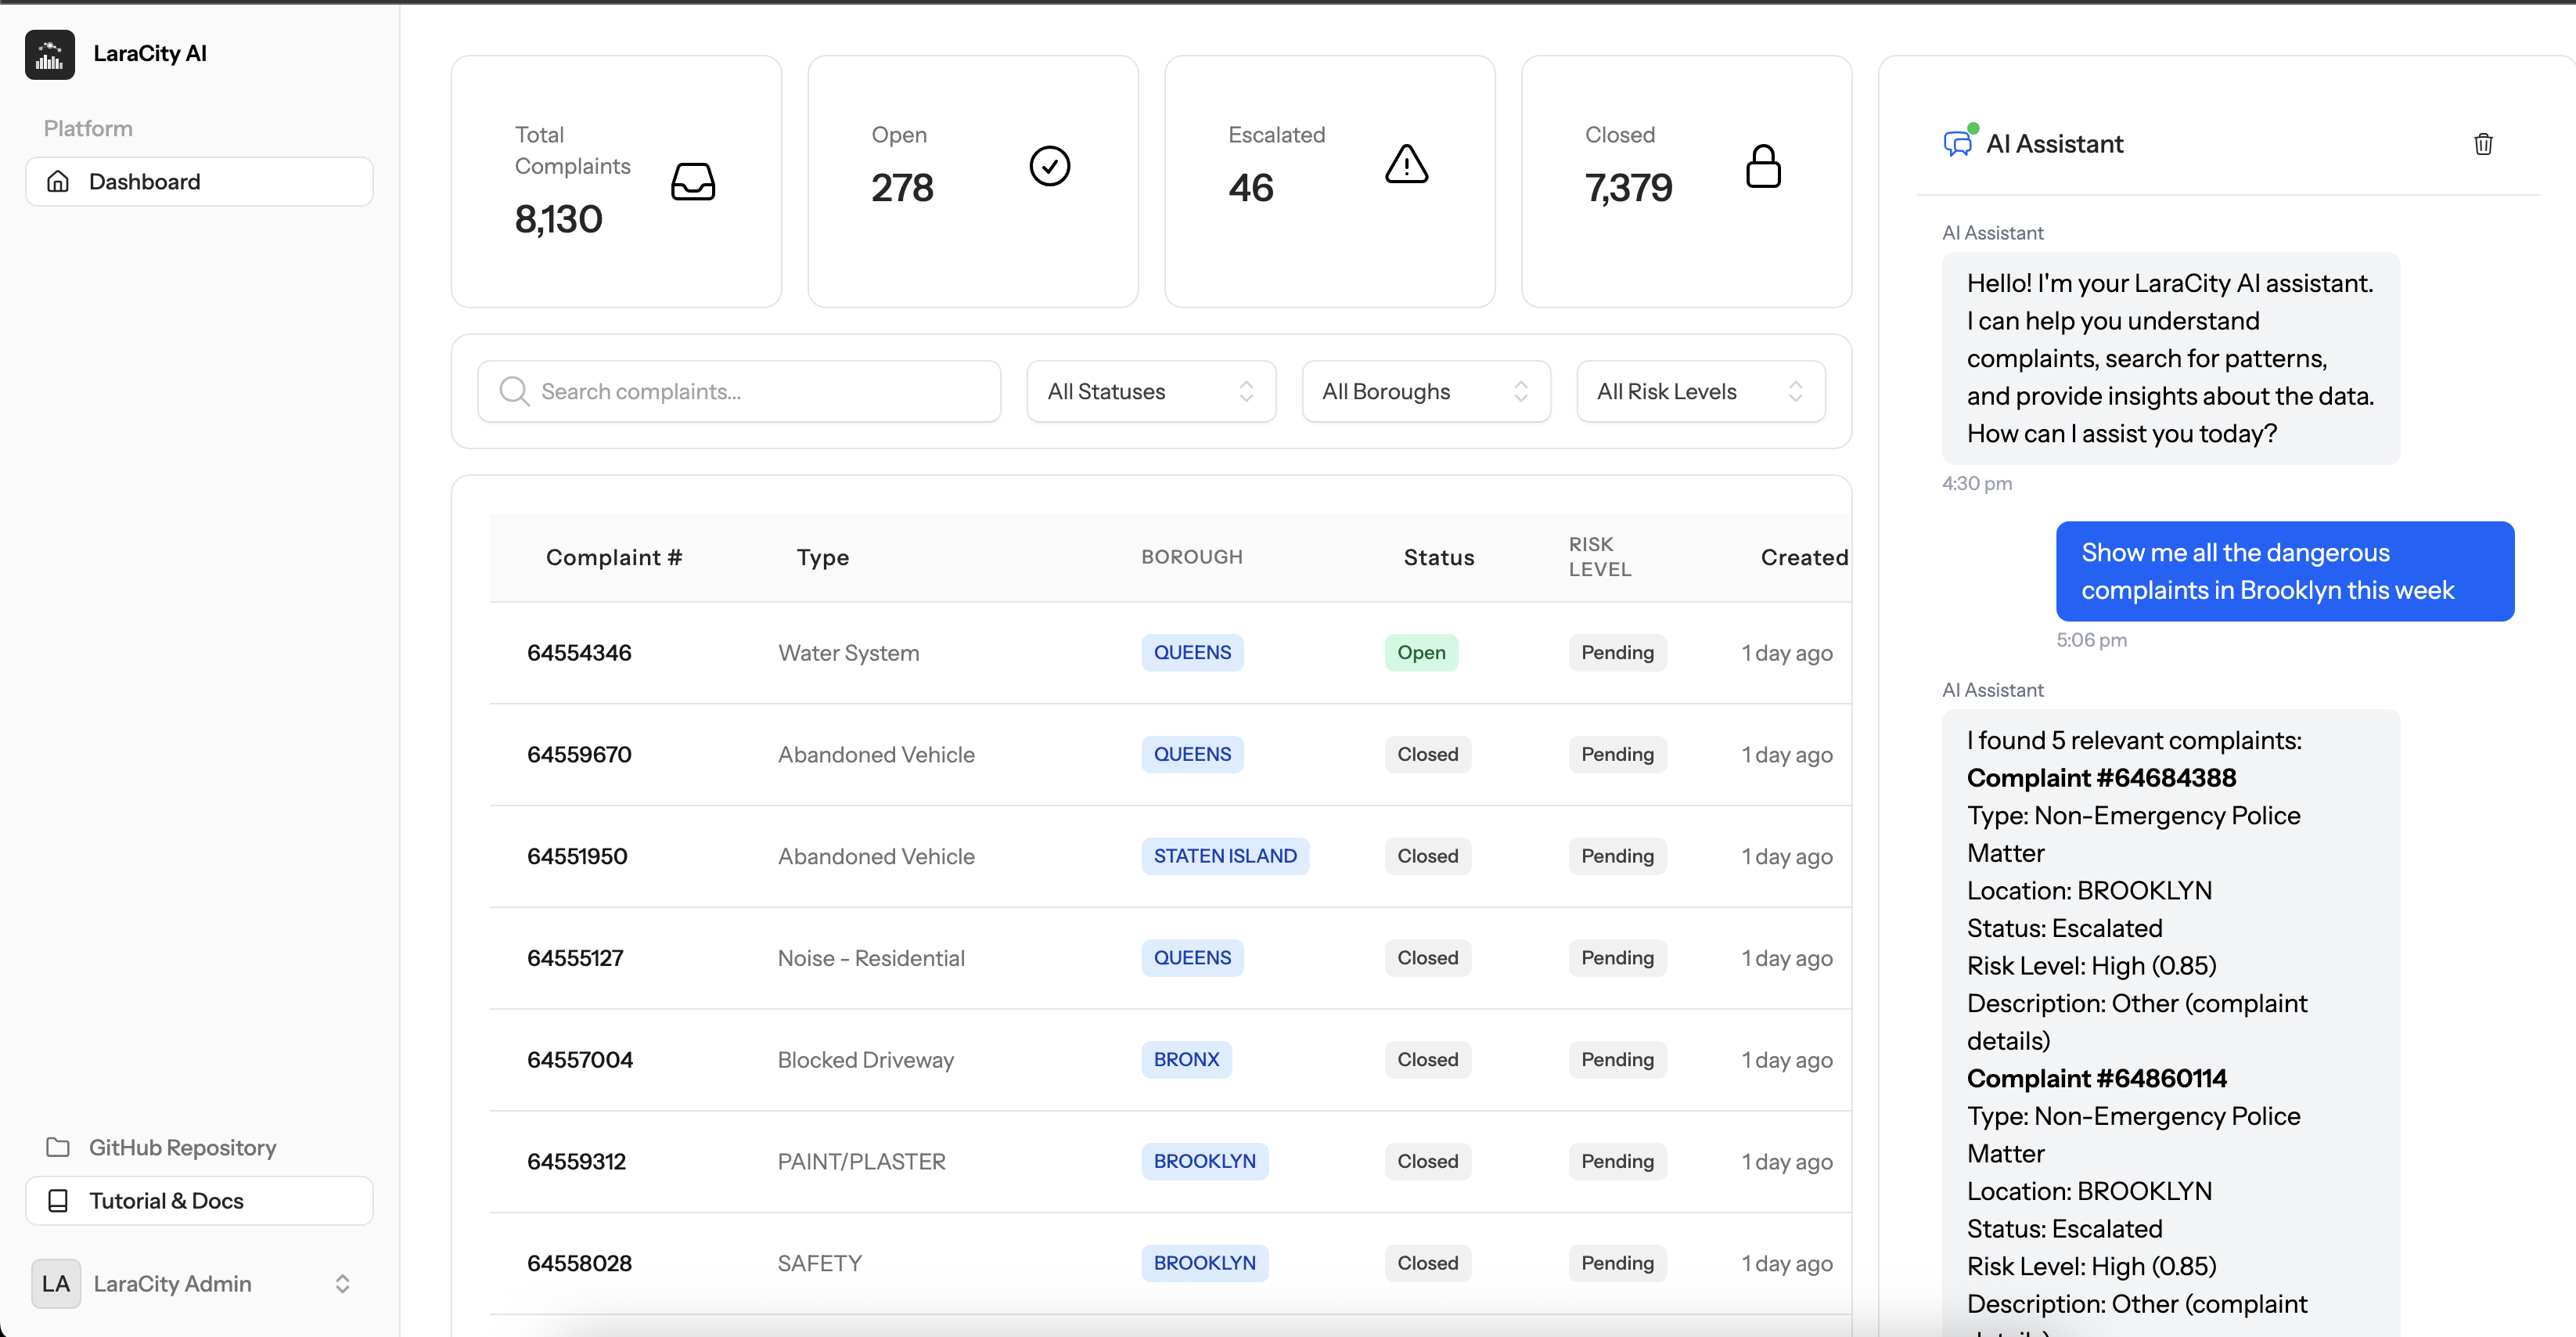 LaraCity AI
Platform
Dashboard
GitHub Repository
Tutorial & Docs
LA
LaraCity Admin
Total
Complaints
8,130
Open
278
Escalated
46
Closed
7,379
Search complaints...
All Statuses
All Boroughs
All Risk Levels
Complaint # Type BOROUGH Status RISK LEVEL Created
64554346 Water System QUEENS Open Pending 1 day ago
64559670 Abandoned Vehicle QUEENS Closed Pending 1 day ago
64551950 Abandoned Vehicle STATEN ISLAND Closed Pending 1 day ago
64555127 Noise - Residential QUEENS Closed Pending 1 day ago
64557004 Blocked Driveway BRONX Closed Pending 1 day ago
64559312 PAINT/PLASTER BROOKLYN Closed Pending 1 day ago
64558028 SAFETY BROOKLYN Closed Pending 1 day ago
AI Assistant
AI Assistant
Hello! I'm your LaraCity AI assistant.
I can help you understand
complaints, search for patterns,
and provide insights about the data.
How can I assist you today?
4:30 pm
Show me all the dangerous
complaints in Brooklyn this week
5:06 pm
AI Assistant
I found 5 relevant complaints:
Complaint #64684388
Type: Non-Emergency Police
Matter
Location: BROOKLYN
Status: Escalated
Risk Level: High (0.85)
Description: Other (complaint
details)
Complaint #64860114
Type: Non-Emergency Police
Matter
Location: BROOKLYN
Status: Escalated
Risk Level: High (0.85)
Description: Other (complaint